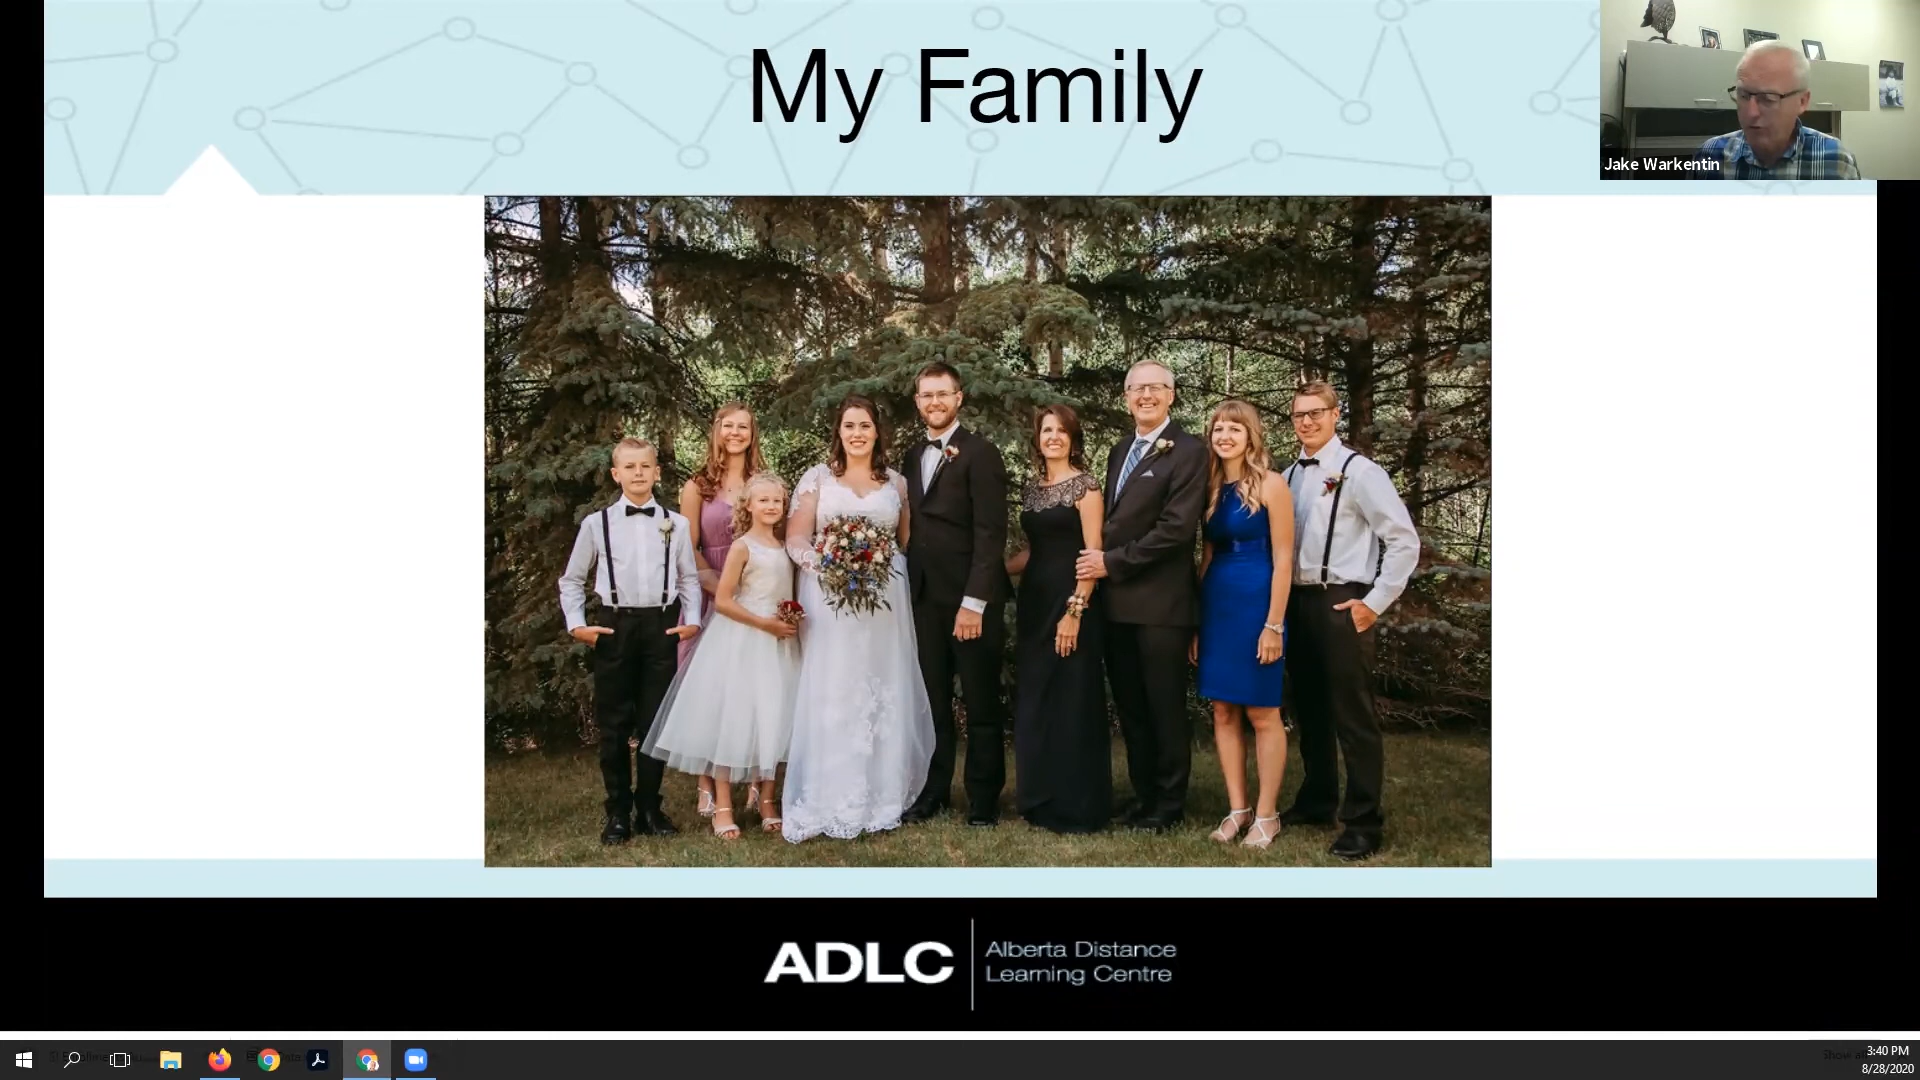 My Family
Jake Warkentin
ADLC
Alberta Distance
Learning Centre
3:40 PM
8/28/2020